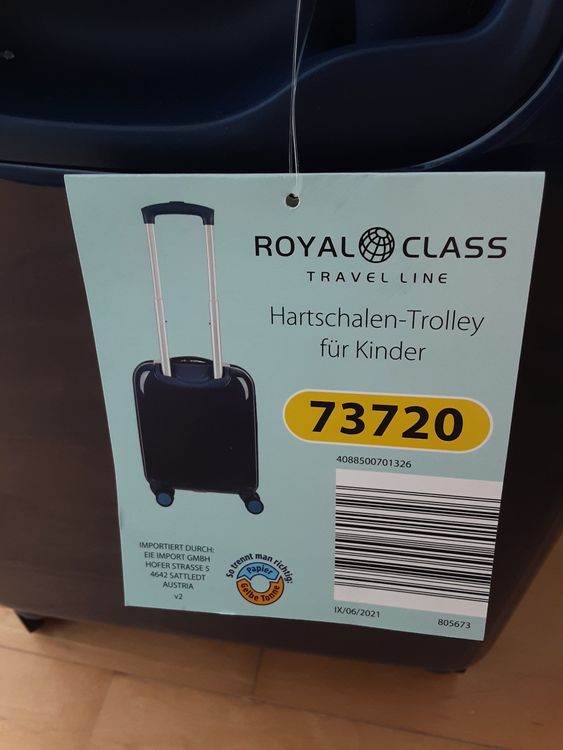 ROYAL CLASS
TRAVEL LINE
Hartschalen-Trolley
für Kinder
73720
4088500701326
IMPORTIERT DURCH:
EIE IMPORT GMBH
HOFER STRASSE 5
4642 SATTLEDT
AUSTRIA
v2
So trennt man richtig:
Papier
Gelbe Tonne
IX/06/2021
805673